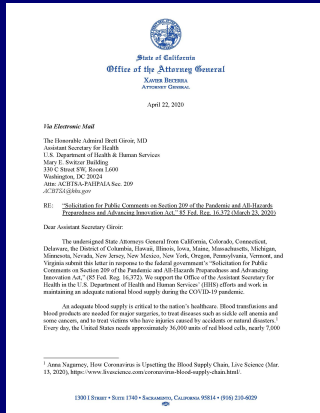 State of California
Office of the Attorney General
XAVIER BECERRA
ATTORNEY GENERAL
April 22, 2020
Via Electronic Mail
The Honorable Admiral Brett Giroir, MD
Assistant Secretary for Health
U.S. Department of Health & Human Services
Mary E. Switzer Building
330 C Street SW, Room L600
Washington, DC 20024
Attn: ACBTSA-PAHPAIA Sec. 209
ACBTSA@hhs.gov
RE: “Solicitation for Public Comments on Section 209 of the Pandemic and All-Hazards
Preparedness and Advancing Innovation Act,” 85 Fed. Reg. 16,372 (March 23, 2020)
Dear Assistant Secretary Giroir:
The undersigned State Attorneys General from California, Colorado, Connecticut,
Delaware, the District of Columbia, Hawaii, Illinois, Iowa, Maine, Massachusetts, Michigan,
Minnesota, Nevada, New Jersey, New Mexico, New York, Oregon, Pennsylvania, Vermont, and
Virginia submit this letter in response to the federal government’s “Solicitation for Public
Comments on Section 209 of the Pandemic and All-Hazards Preparedness and Advancing
Innovation Act,” (85 Fed. Reg. 16,372). We support the Office of the Assistant Secretary for
Health in the U.S. Department of Health and Human Services’ (HHS) efforts and work in
maintaining an adequate national blood supply during the COVID-19 pandemic.
An adequate blood supply is critical to the nation’s healthcare. Blood transfusions and
blood products are needed for major surgeries, to treat diseases such as sickle cell anemia and
some cancers, and to treat victims who have injuries caused by accidents or natural disasters.1
Every day, the United States needs approximately 36,000 units of red blood cells, nearly 7,000
1 Anna Nagurney, How Coronavirus is Upsetting the Blood Supply Chain, Live Science (Mar.
13, 2020), https://www.livescience.com/coronavirus-blood-supply-chain.html/.
1300 I STREET • SUITE 1740 • SACRAMENTO, CALIFORNIA 95814 • (916) 210-6029